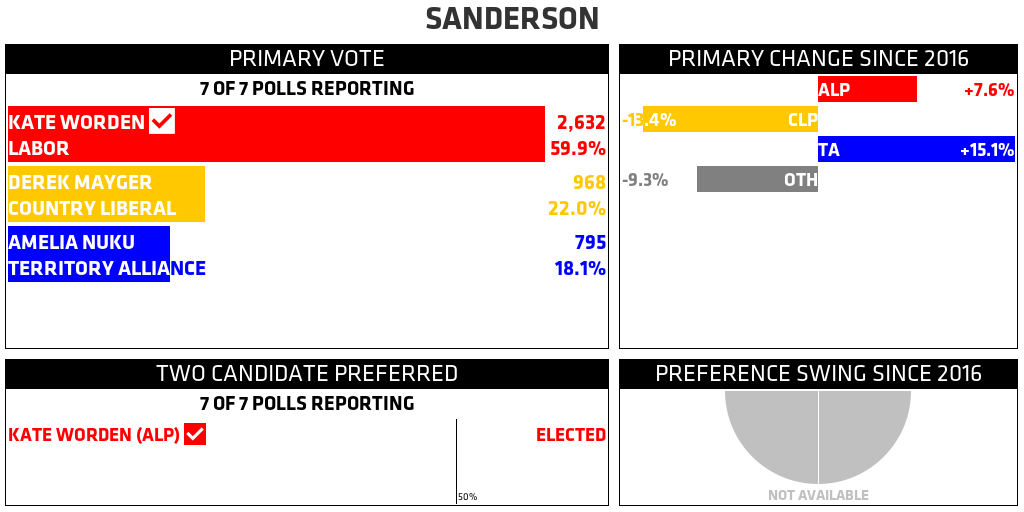 SANDERSON
PRIMARY VOTE
7 OF 7 POLLS REPORTING
KATE WORDEN 2,632
LABOR 59.9%
DEREK MAYGER 968
COUNTRY LIBERAL 22.0%
AMELIA NUKU 795
TERRITORY ALLIANCE 18.1%
PRIMARY CHANGE SINCE 2016
ALP +7.6%
-13.4% CLP
TA +15.1%
-9.3% OTH
TWO CANDIDATE PREFERRED
7 OF 7 POLLS REPORTING
KATE WORDEN (ALP) ELECTED
50%
PREFERENCE SWING SINCE 2016
NOT AVAILABLE